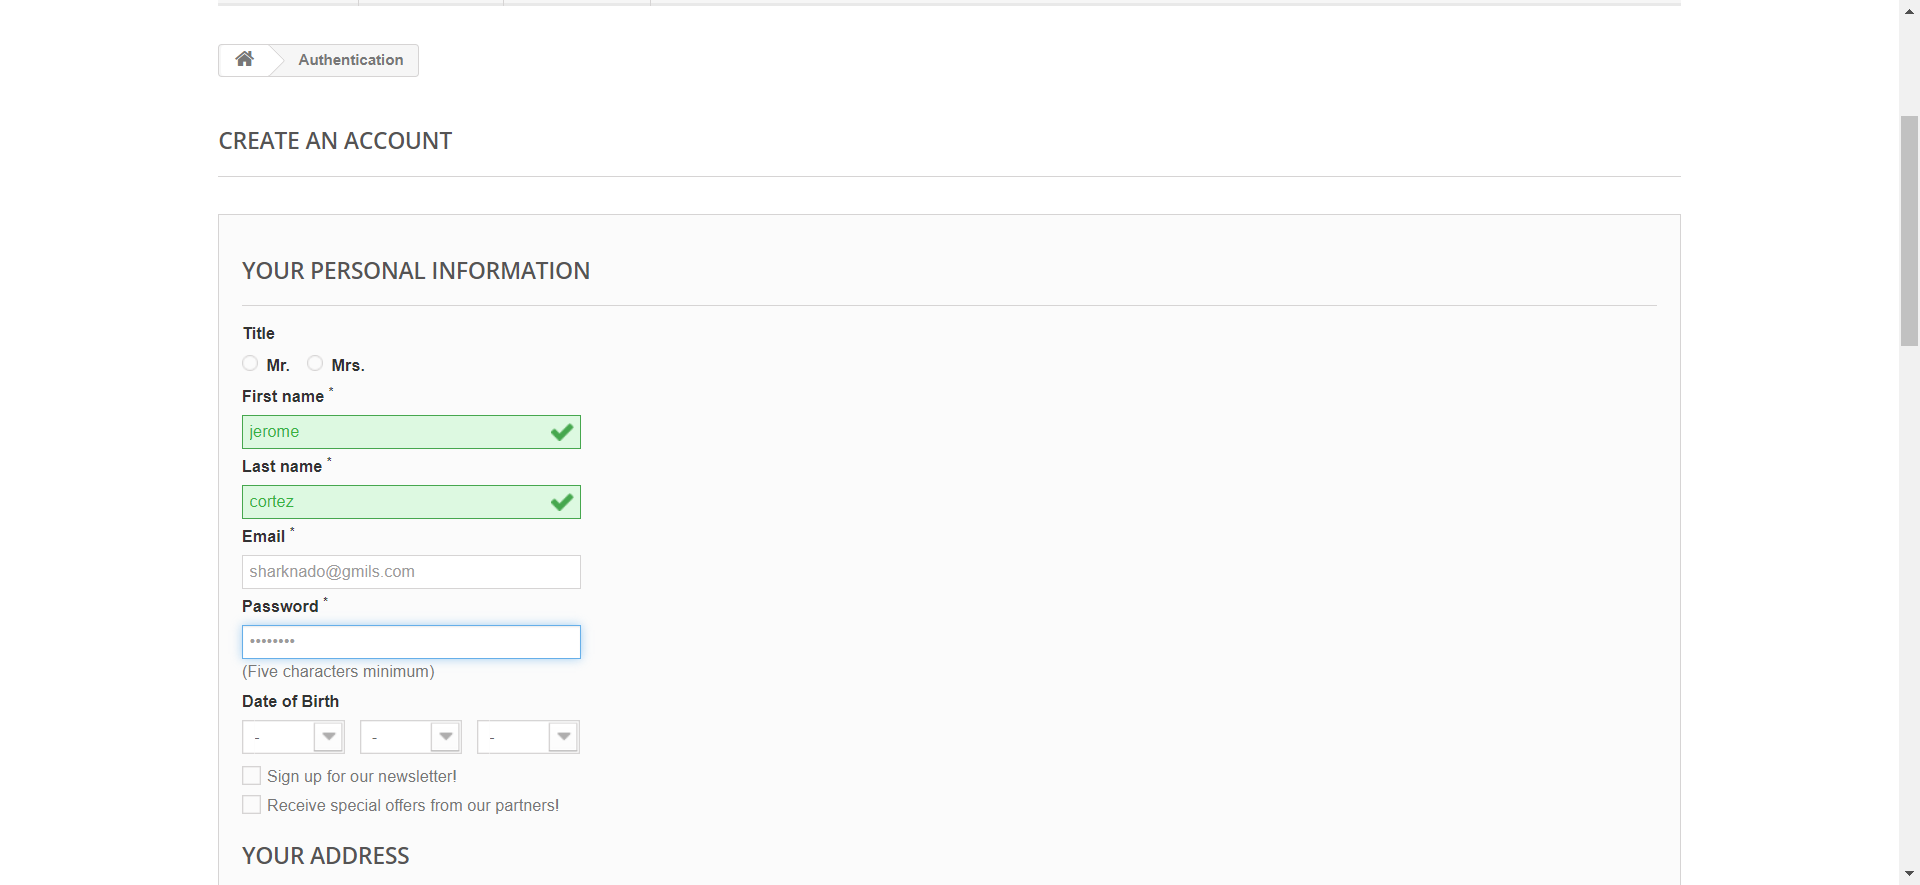 Authentication
CREATE AN ACCOUNT
YOUR PERSONAL INFORMATION
Title
Mr. Mrs.
First name *
jerome
Last name *
cortez
Email *
sharknado@gmils.com
Password *
••••••••
(Five characters minimum)
Date of Birth
- - -
Sign up for our newsletter!
Receive special offers from our partners!
YOUR ADDRESS